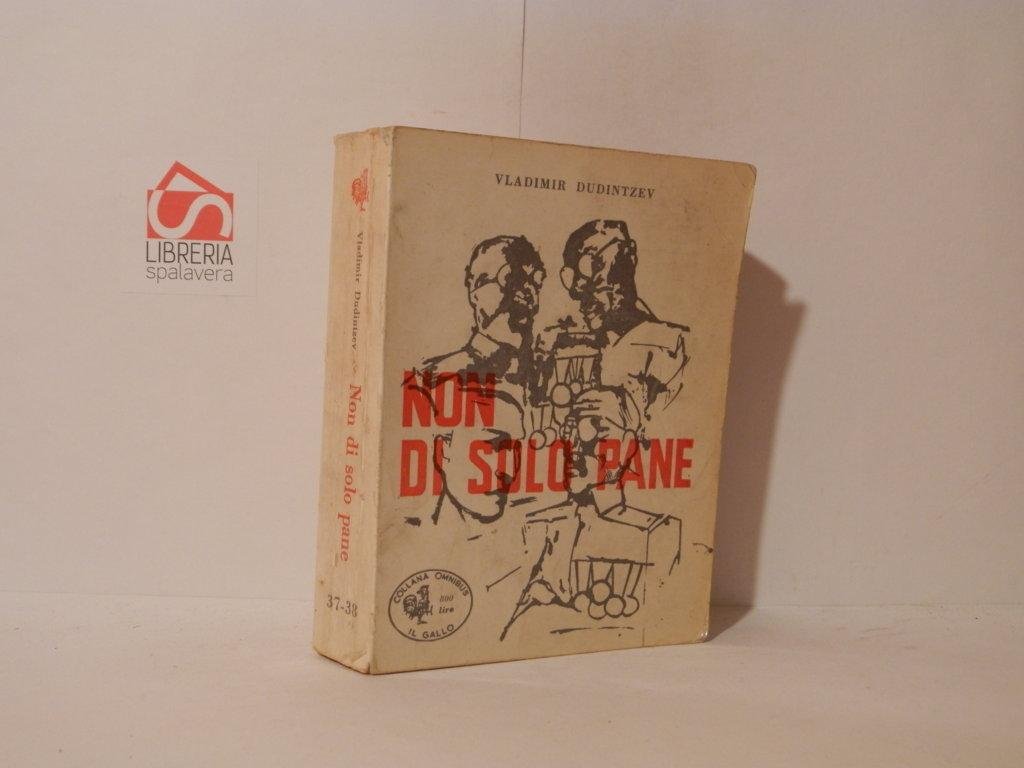 LIBRERIA
spalavera
VLADIMIR DUDINTZEV
NON
DI SOLO PANE
COLLANA OMNIBUS
800
lire
IL GALLO
Vladimir Dudintzev
Non di solo pane
37-38